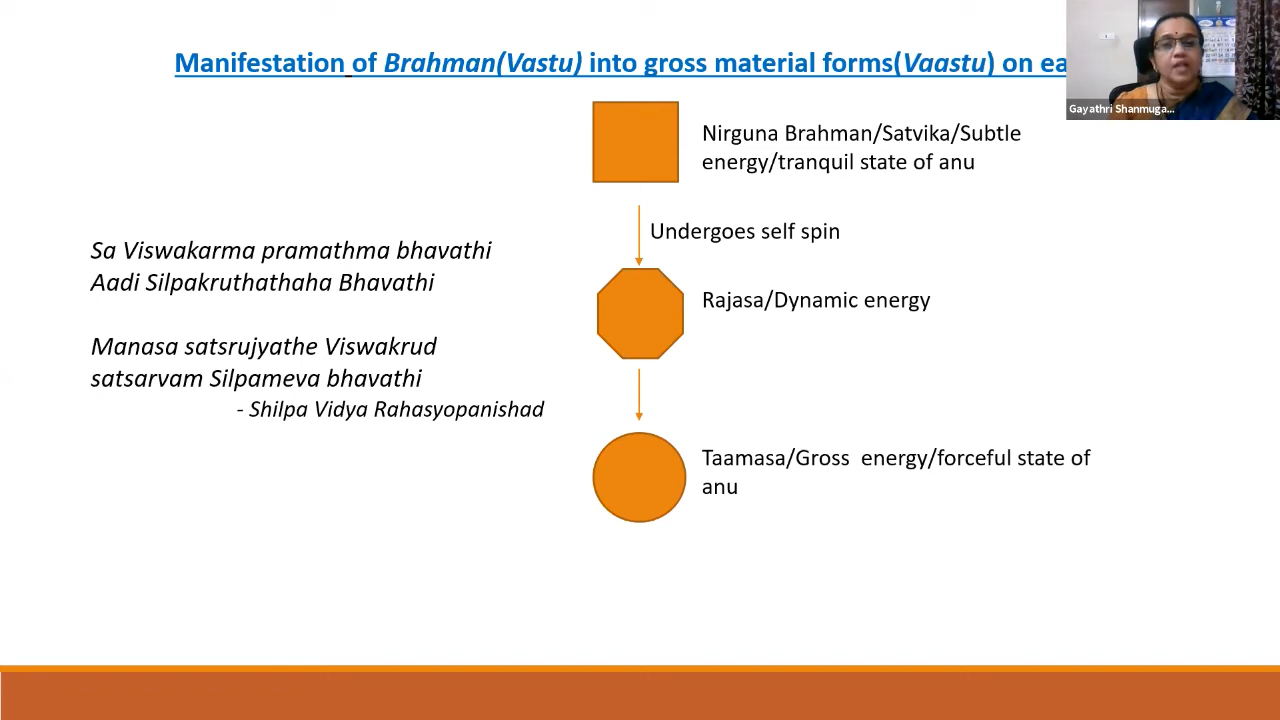 Manifestation of Brahman(Vastu) into gross material forms(Vaastu) on ea
Gayathri Shanmuga...
Nirguna Brahman/Satvika/Subtle
energy/tranquil state of anu
Undergoes self spin
Sa Viswakarma pramathma bhavathi
Aadi Silpakruthathaha Bhavathi
Rajasa/Dynamic energy
Manasa satsrujyathe Viswakrud
satsarvam Silpameva bhavathi
- Shilpa Vidya Rahasyopanishad
Taamasa/Gross energy/forceful state of
anu